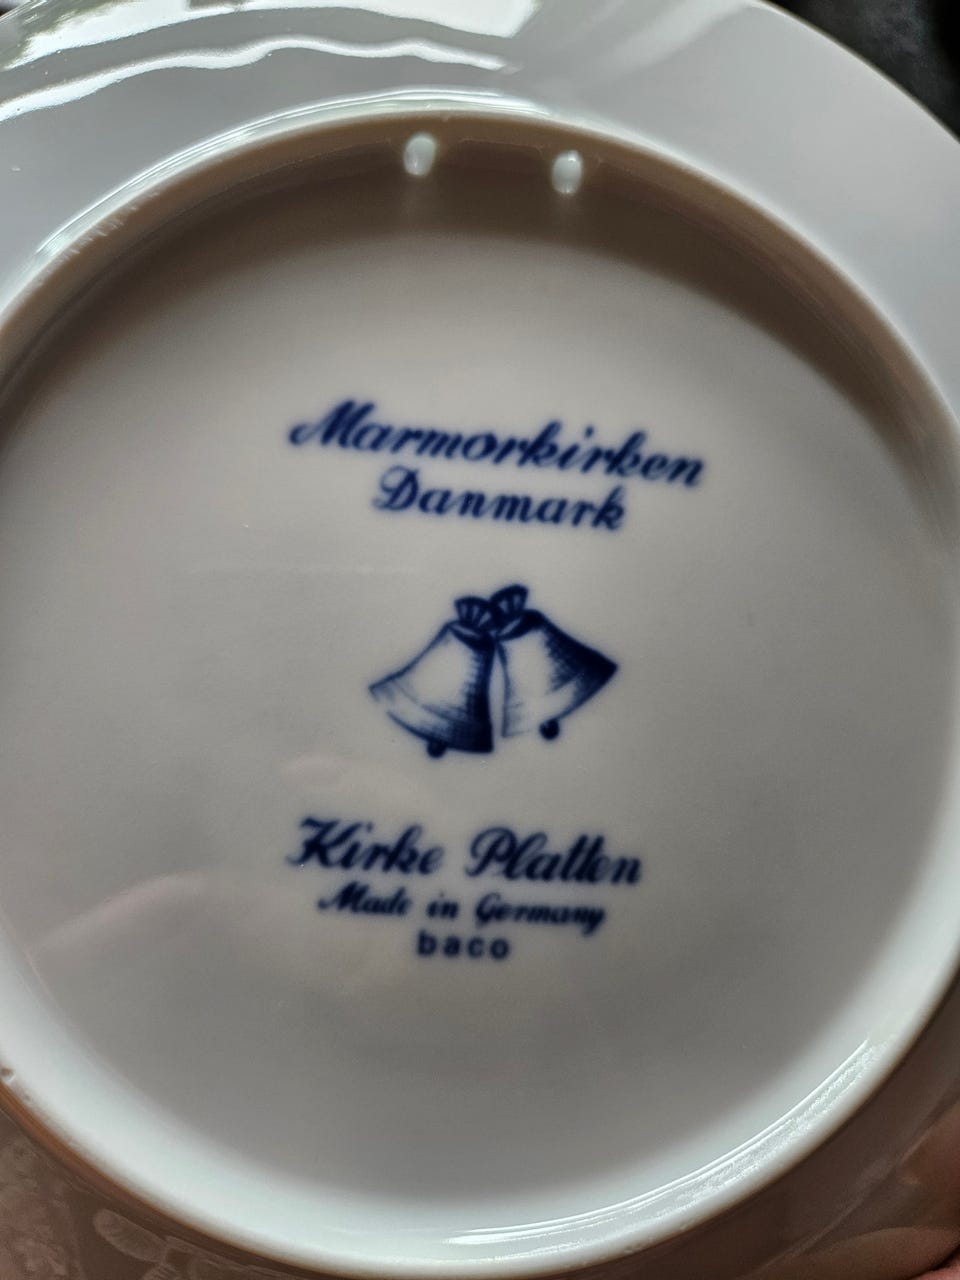 Marmorkirken
Danmark
Kirke Platten
Made in Germany
baco